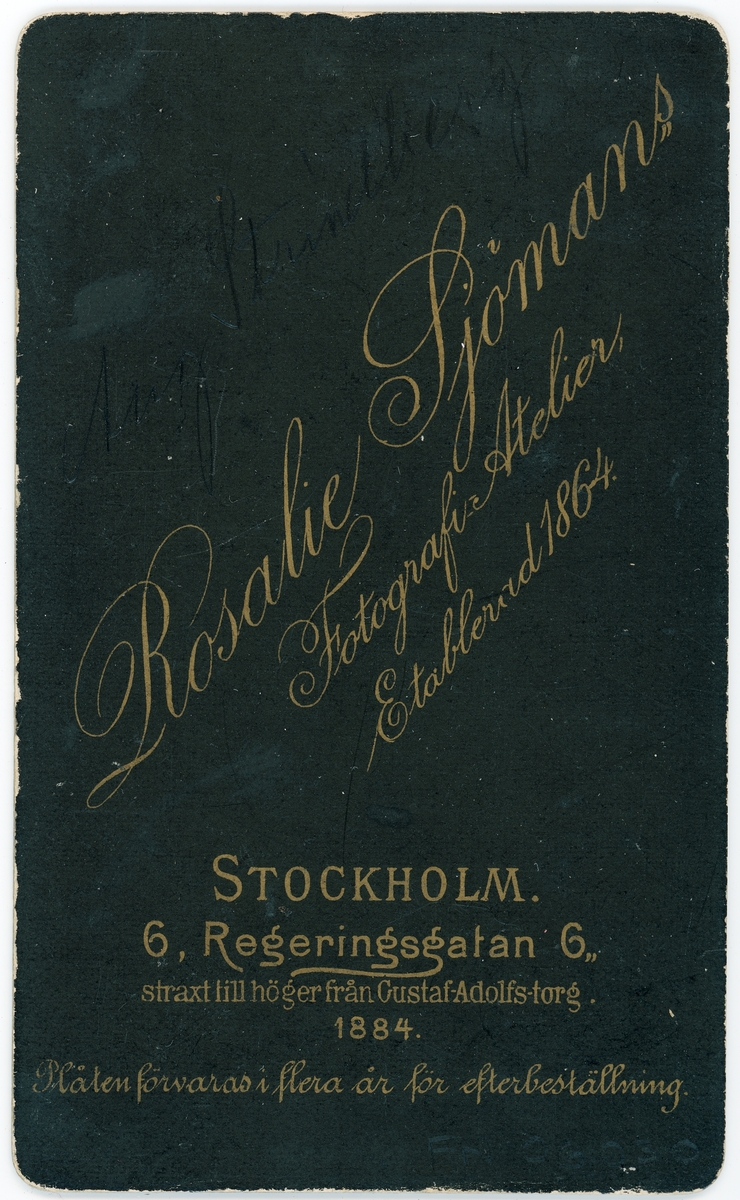 Rosalie Sjömans
Fotografi-Atelier,
Etablerad 1864.
STOCKHOLM.
6, Regeringsgatan 6,,
straxt till höger från Gustaf-Adolfs-torg.
1884.
Plåten förvaras i flera år för efterbeställning.